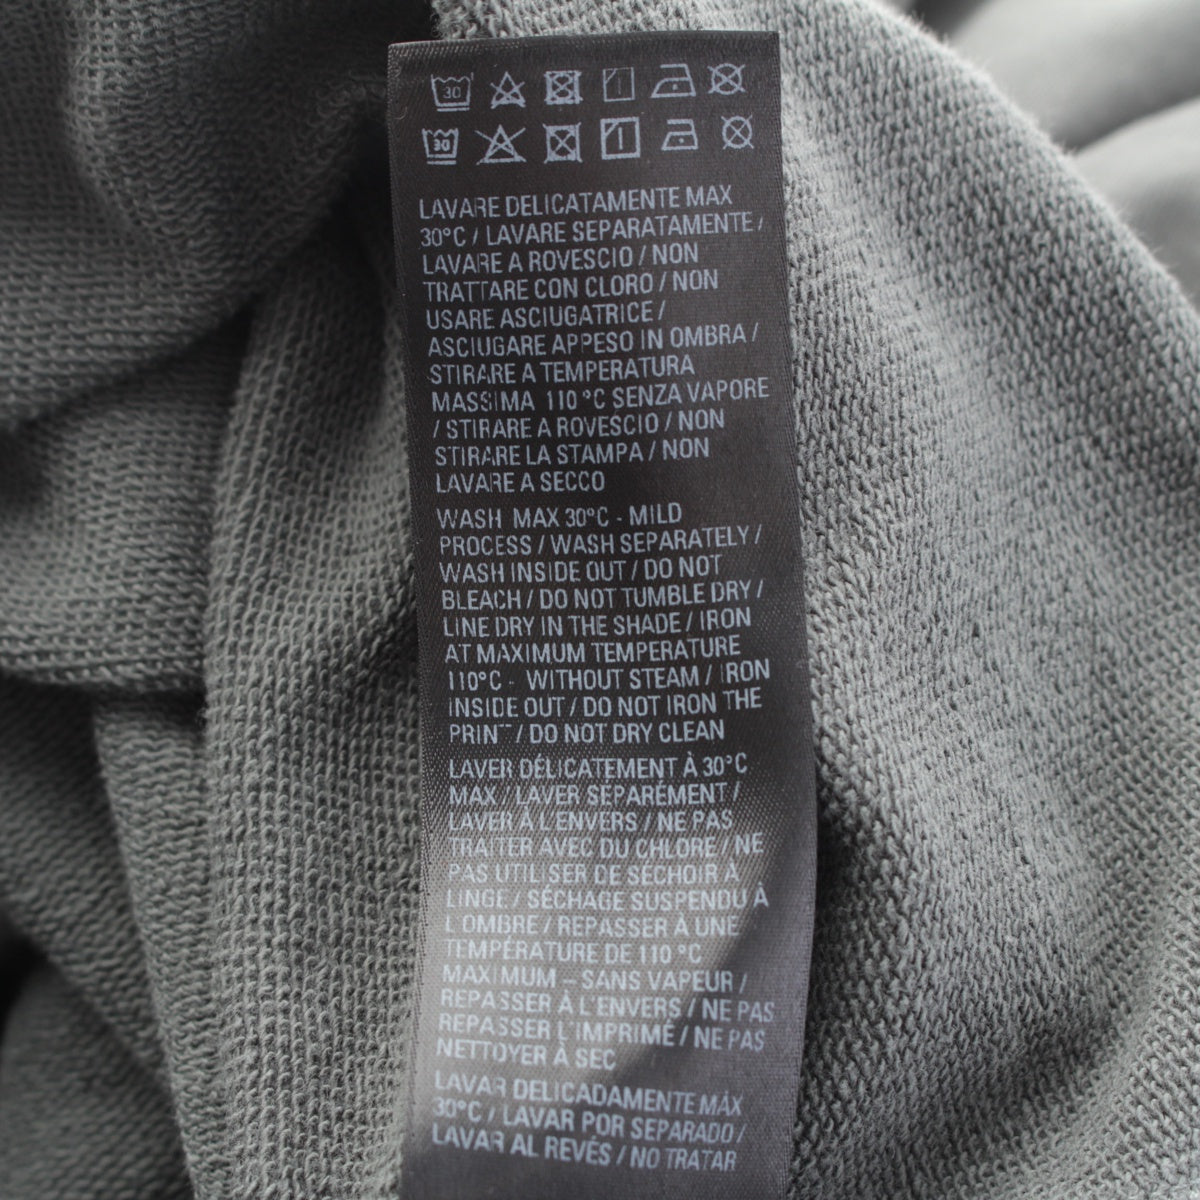 30
30
LAVARE DELICATAMENTE MAX
30°C / LAVARE SEPARATAMENTE /
LAVARE A ROVESCIO / NON
TRATTARE CON CLORO / NON
USARE ASCIUGATRICE /
ASCIUGARE APPESO IN OMBRA /
STIRARE A TEMPERATURA
MASSIMA 110 °C SENZA VAPORE
/ STIRARE A ROVESCIO / NON
STIRARE LA STAMPA / NON
LAVARE A SECCO
WASH MAX 30°C - MILD
PROCESS / WASH SEPARATELY /
WASH INSIDE OUT / DO NOT
BLEACH / DO NOT TUMBLE DRY /
LINE DRY IN THE SHADE / IRON
AT MAXIMUM TEMPERATURE
110°C - WITHOUT STEAM / IRON
INSIDE OUT / DO NOT IRON THE
PRINT / DO NOT DRY CLEAN
LAVER DÉLICATEMENT À 30°C
MAX / LAVER SÉPARÉMENT /
LAVER À L'ENVERS / NE PAS
TRAITER AVEC DU CHLORE / NE
PAS UTILISER DE SÉCHOIR À
LINGE / SÉCHAGE SUSPENDU À
L'OMBRE / REPASSER À UNE
TEMPÉRATURE DE 110 °C
MAXIMUM – SANS VAPEUR /
REPASSER À L'ENVERS / NE PAS
REPASSER L'IMPRIMÉ / NE PAS
NETTOYER À SEC
LAVAR DELICADAMENTE MÁX
30°C / LAVAR POR SEPARADO /
LAVAR AL REVÉS / NO TRATAR